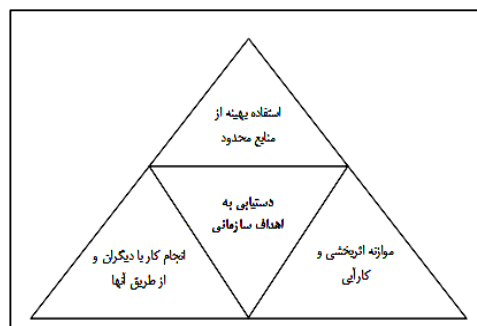 استفاده بهینه از
منابع محدود
دستیابی به
اهداف سازمانی
موازنه اثربخشی و
کارآیی
انجام کار با دیگران و
از طریق آنها